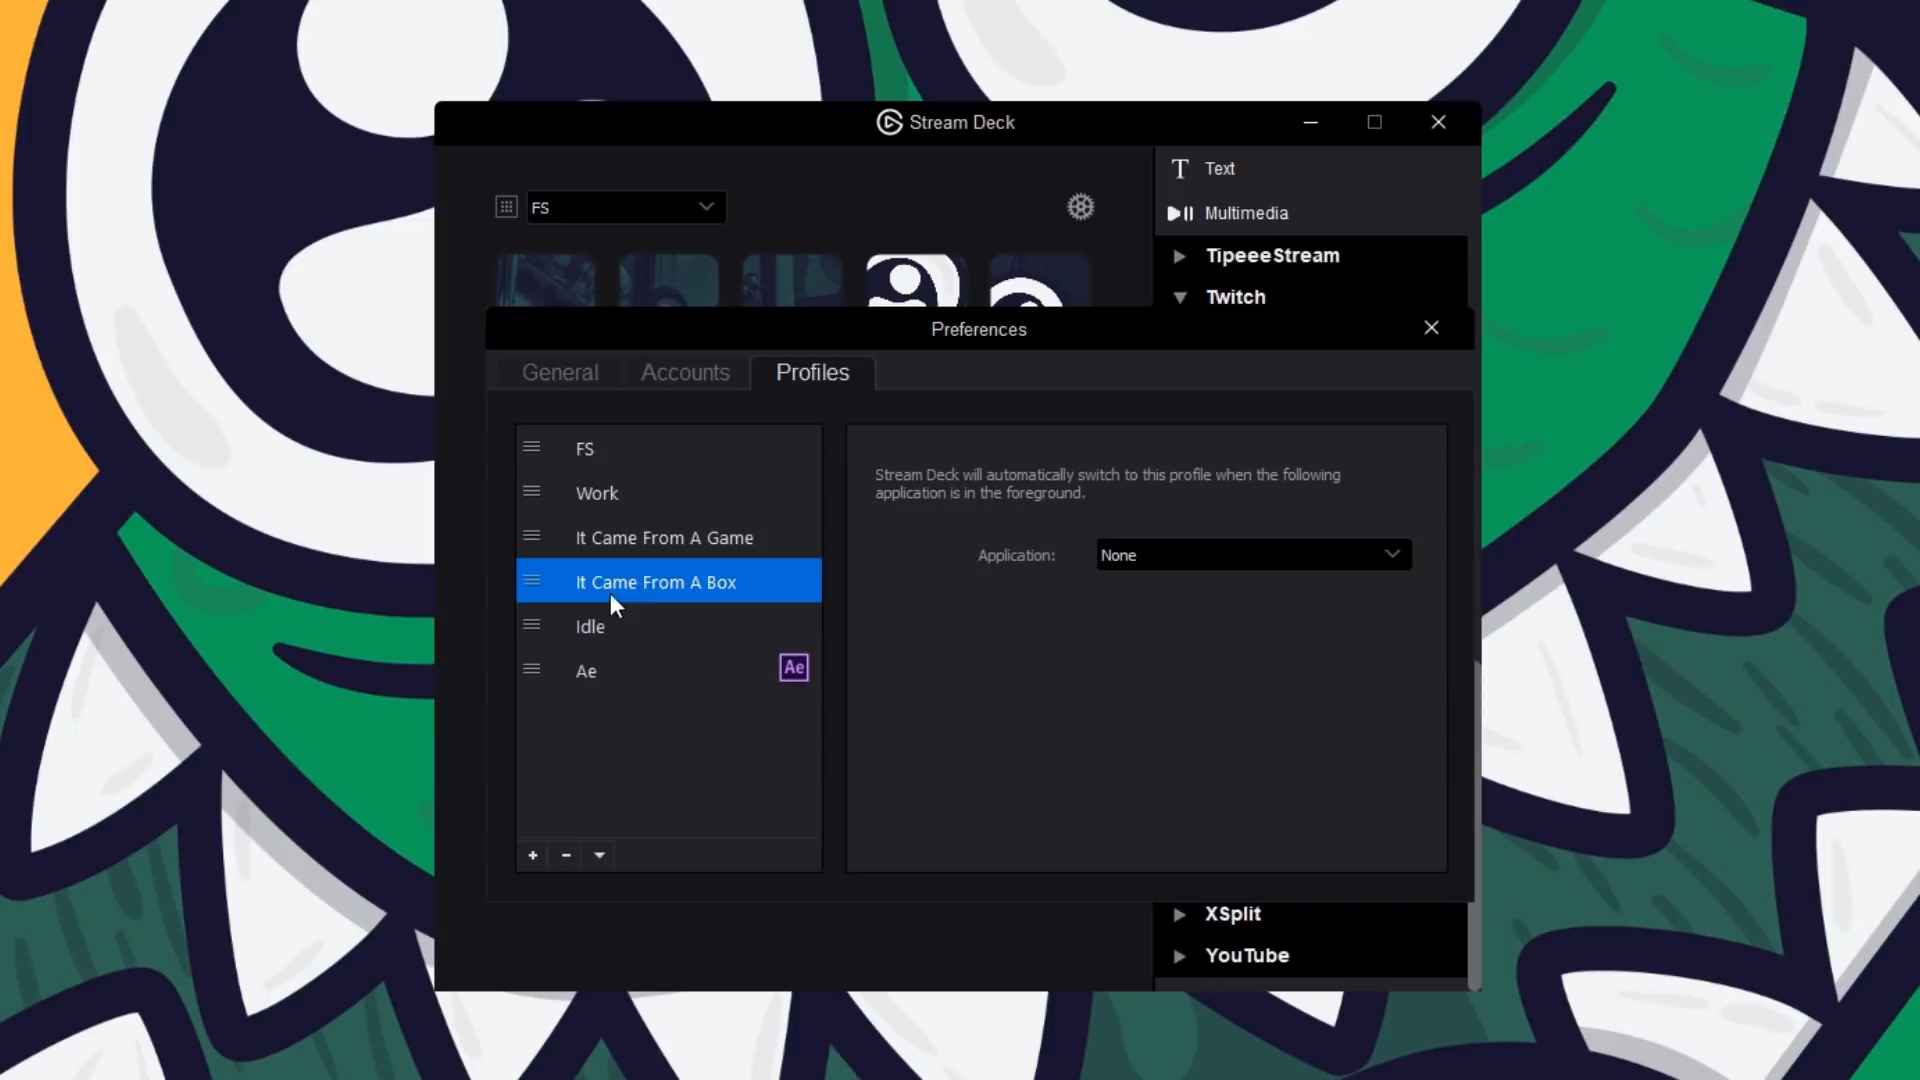 Stream Deck
FS
Text
Multimedia
TipeeeStream
Twitch
Preferences
General
Accounts
Profiles
FS
Work
It Came From A Game
It Came From A Box
Idle
Ae
Ae
Stream Deck will automatically switch to this profile when the following
application is in the foreground.
Application:
None
XSplit
YouTube